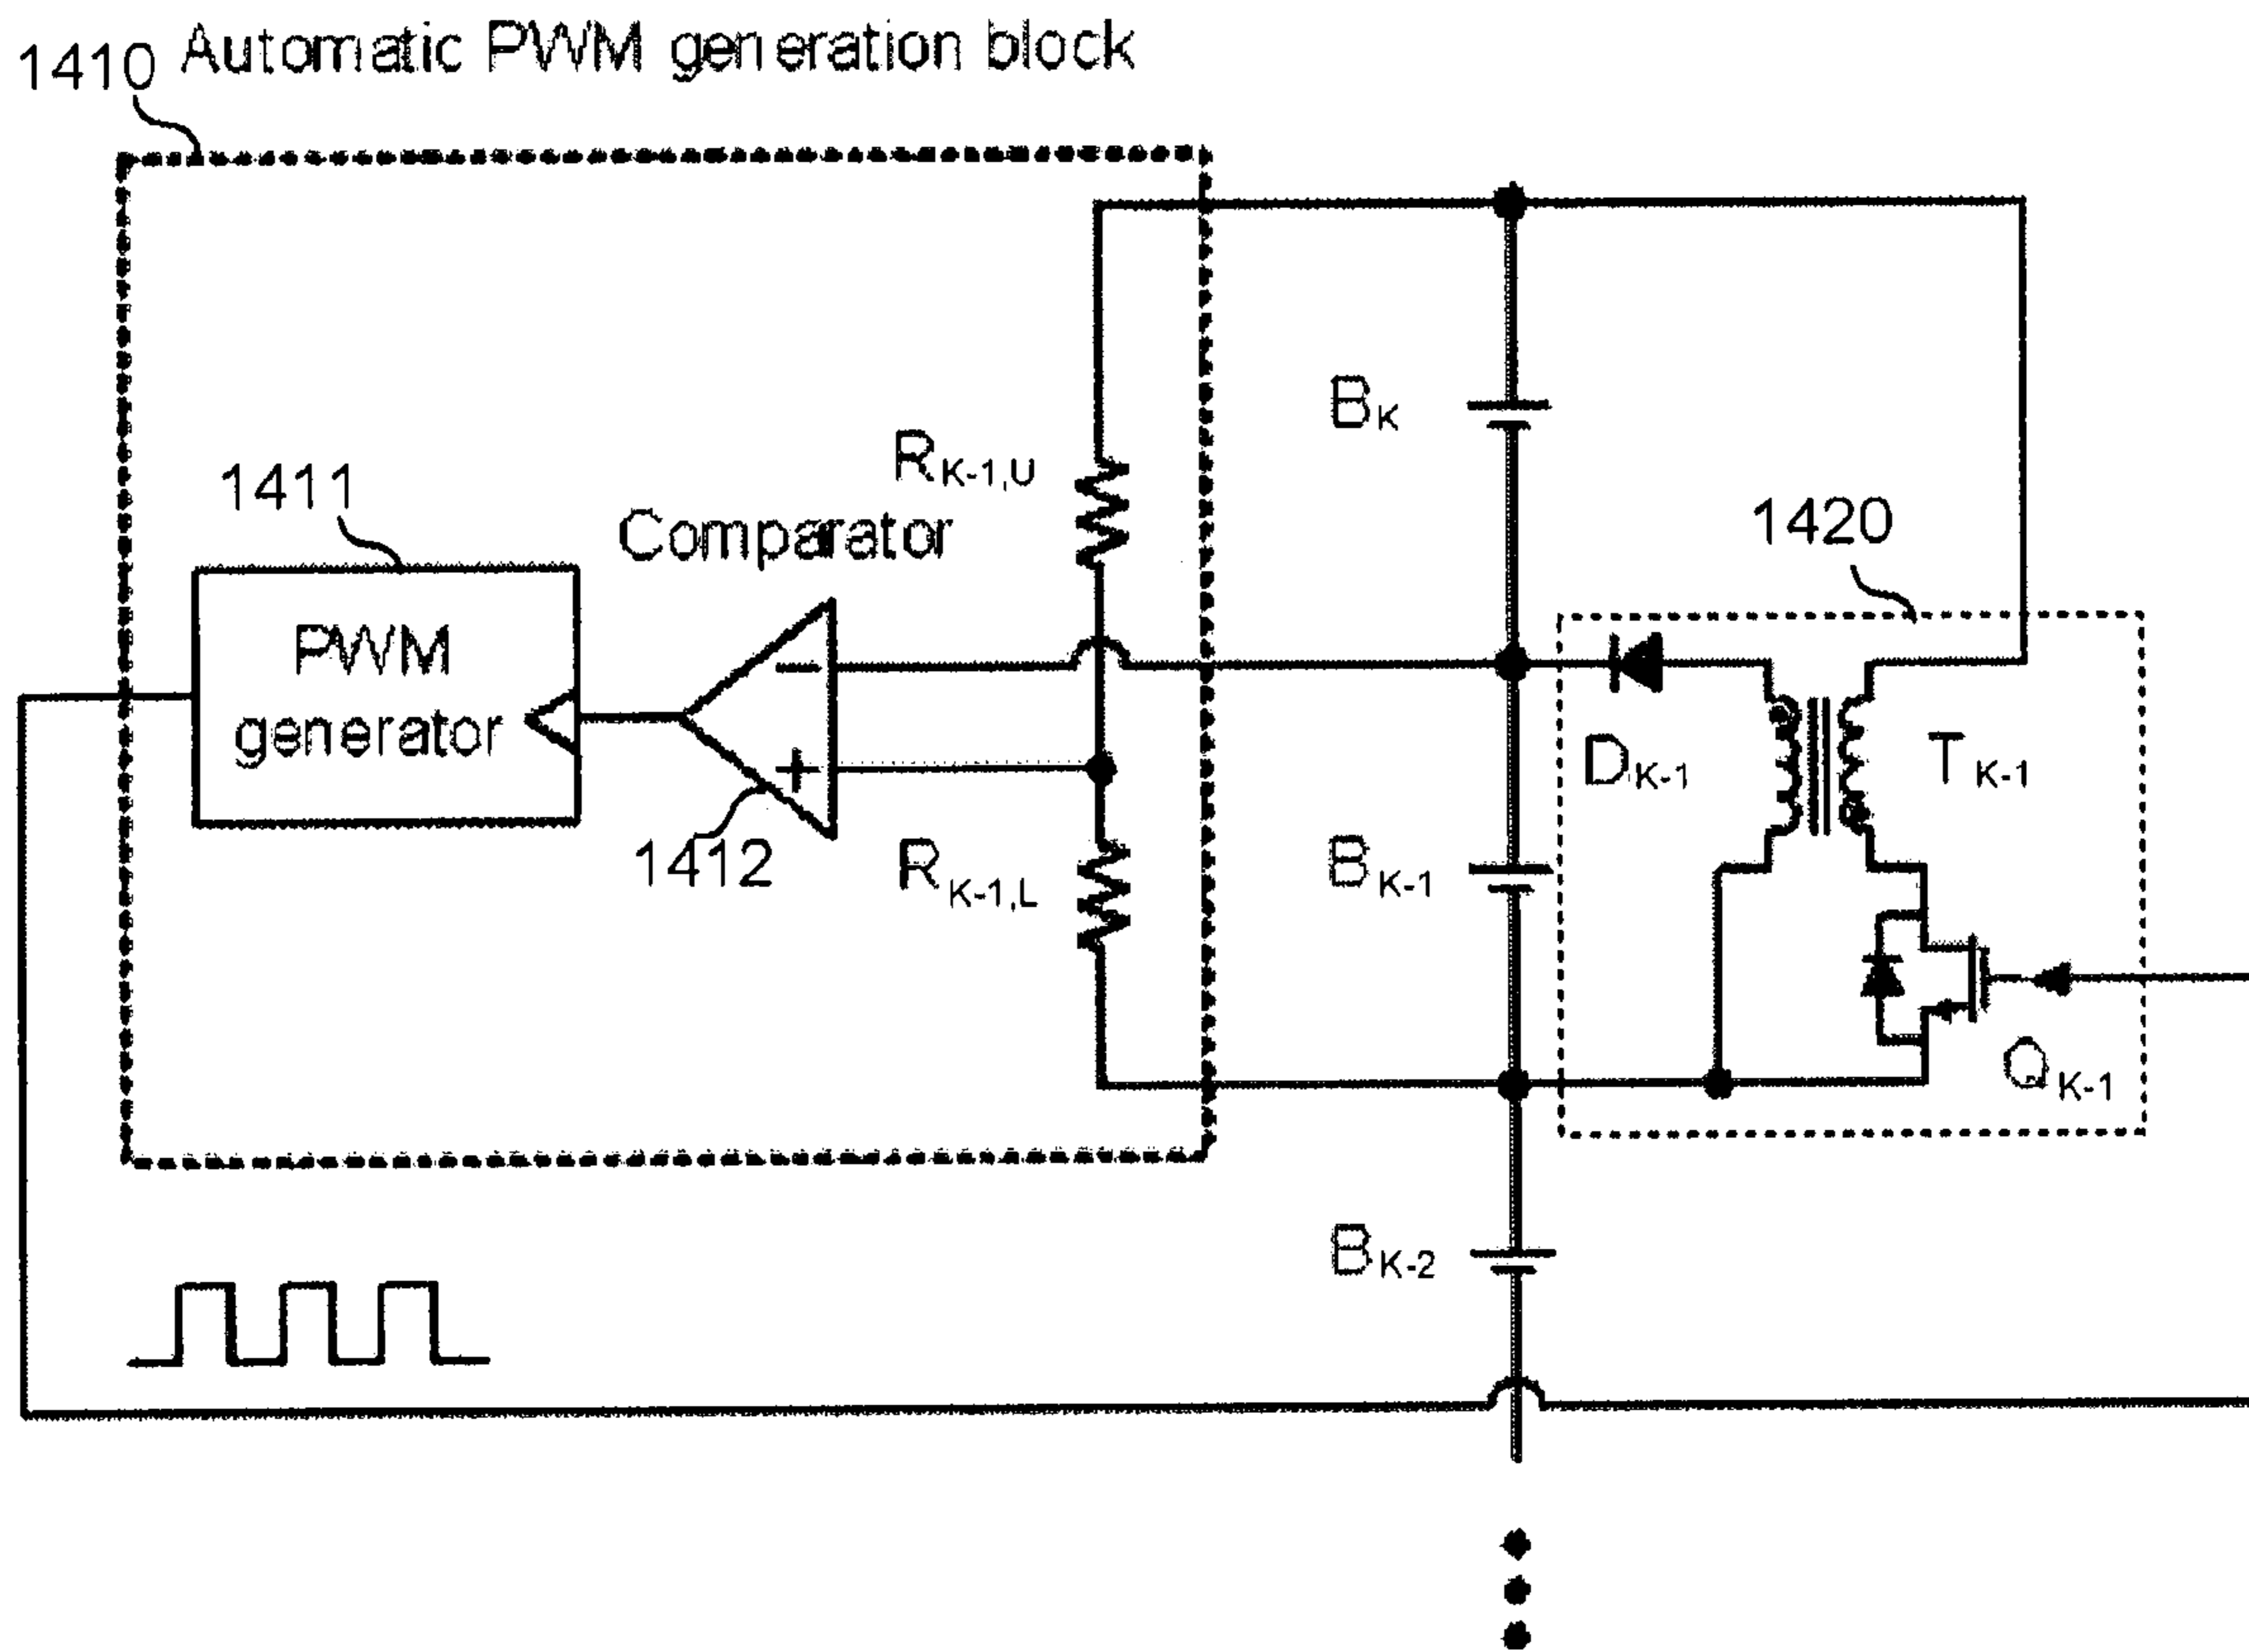 1410 Automatic PWM generation block
1411
Comparator
PWM
generator
1412
−
+
RK-1,U
RK-1,L
BK
BK-1
BK-2
1420
DK-1
TK-1
QK-1